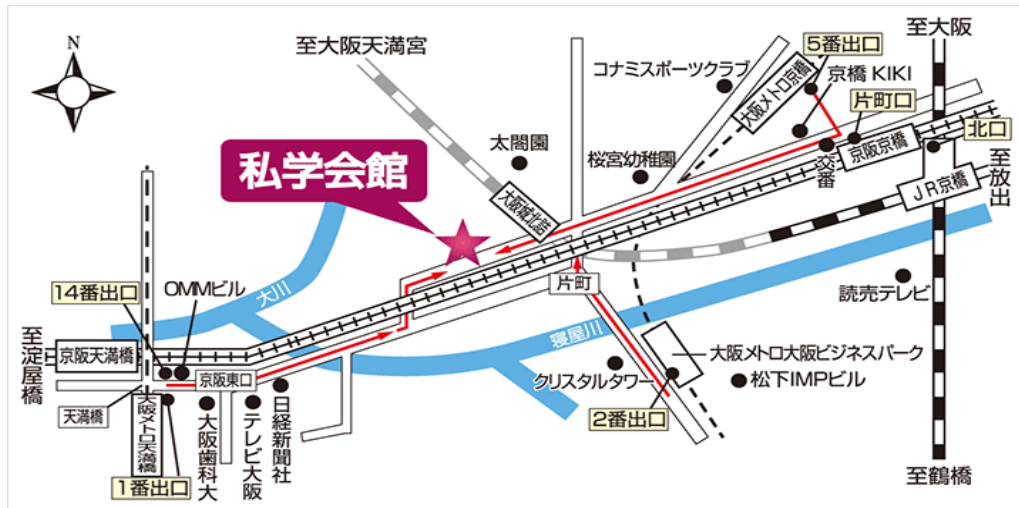 N
至大阪天満宮
コナミスポーツクラブ
大阪メトロ京橋
5番出口
京橋 KIKI
至大阪
片町口
北口
京阪京橋
交番
至放出
JR京橋
太閤園
桜宮幼稚園
私学会館
大阪城北詰
片町
読売テレビ
大川
寝屋川
14番出口
OMMビル
至淀屋橋
京阪天満橋
京阪東口
天満橋
大阪メトロ天満橋
1番出口
大阪歯科大
テレビ大阪
日経新聞社
クリスタルタワー
2番出口
大阪メトロ大阪ビジネスパーク
松下IMPビル
至鶴橋